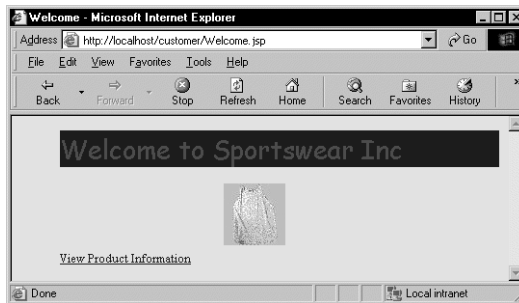 Welcome - Microsoft Internet Explorer
Address http://localhost/customer/Welcome.jsp Go
File Edit View Favorites Tools Help
Back Forward Stop Refresh Home Search Favorites History »
Welcome to Sportswear Inc
View Product Information
Done Local intranet